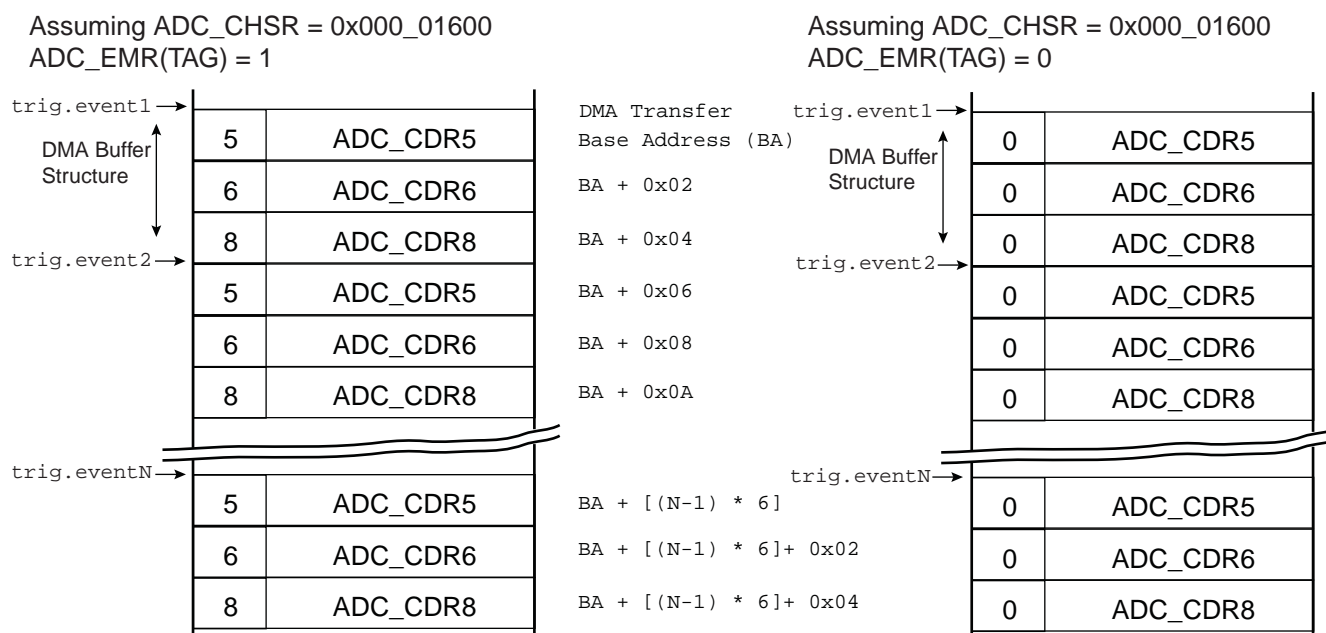 Assuming ADC_CHSR = 0x000_01600
ADC_EMR(TAG) = 1
Assuming ADC_CHSR = 0x000_01600
ADC_EMR(TAG) = 0
trig.event1
DMA Buffer
Structure
5 ADC_CDR5
6 ADC_CDR6
8 ADC_CDR8
trig.event2
5 ADC_CDR5
6 ADC_CDR6
8 ADC_CDR8
trig.eventN
5 ADC_CDR5
6 ADC_CDR6
8 ADC_CDR8
DMA Transfer
Base Address (BA)
BA + 0x02
BA + 0x04
BA + 0x06
BA + 0x08
BA + 0x0A
BA + [(N-1) * 6]
BA + [(N-1) * 6]+ 0x02
BA + [(N-1) * 6]+ 0x04
trig.event1
DMA Buffer
Structure
0 ADC_CDR5
0 ADC_CDR6
0 ADC_CDR8
trig.event2
0 ADC_CDR5
0 ADC_CDR6
0 ADC_CDR8
trig.eventN
0 ADC_CDR5
0 ADC_CDR6
0 ADC_CDR8